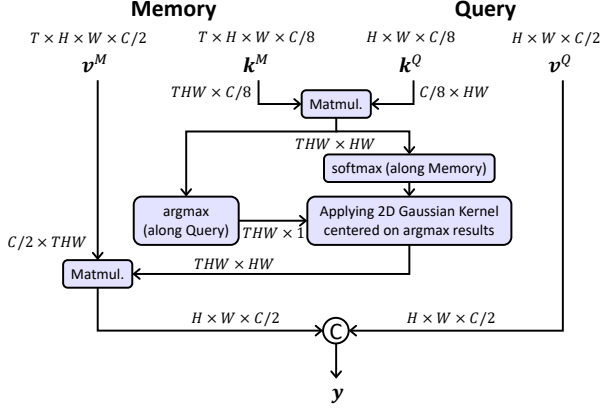 Memory
Query
T × H × W × C/2
T × H × W × C/8
H × W × C/8
H × W × C/2
v^M
k^M
k^Q
v^Q
THW × C/8
C/8 × HW
Matmul.
THW × HW
softmax (along Memory)
argmax
(along Query)
THW × 1
Applying 2D Gaussian Kernel
centered on argmax results
C/2 × THW
THW × HW
Matmul.
H × W × C/2
H × W × C/2
C
y